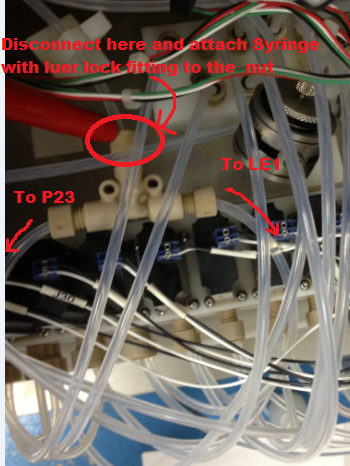 Disconnect here and attach Syringe
with luer lock fitting to the nut
To LE1
To P23